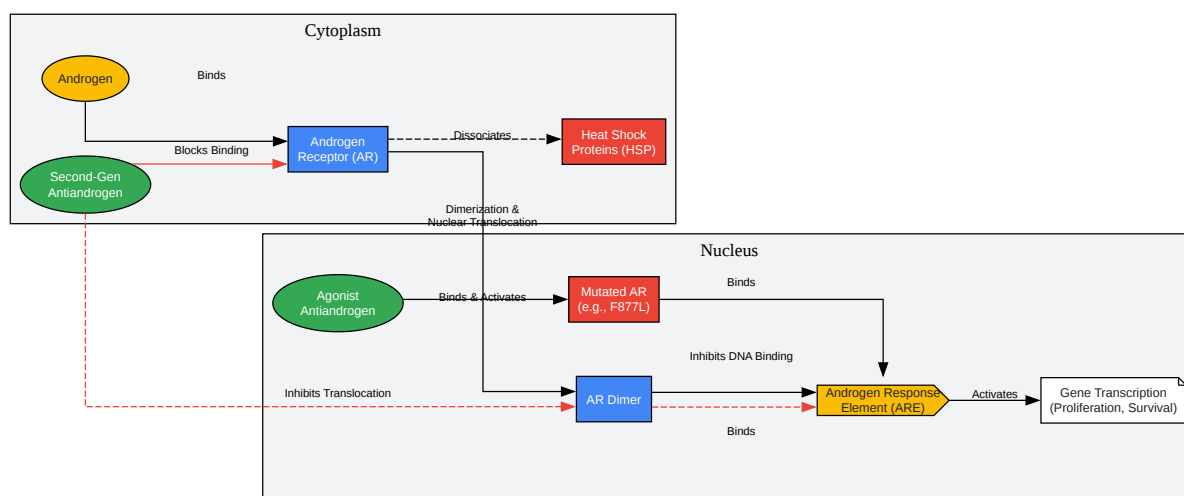 Cytoplasm
Androgen
Binds
Androgen
Receptor (AR)
Dissociates
Heat Shock
Proteins (HSP)
Blocks Binding
Second-Gen
Antiandrogen
Dimerization &
Nuclear Translocation
Nucleus
Agonist
Antiandrogen
Binds & Activates
Mutated AR
(e.g., F877L)
Binds
Inhibits DNA Binding
Inhibits Translocation
AR Dimer
Androgen Response
Element (ARE)
Activates
Gene Transcription
(Proliferation, Survival)
Binds